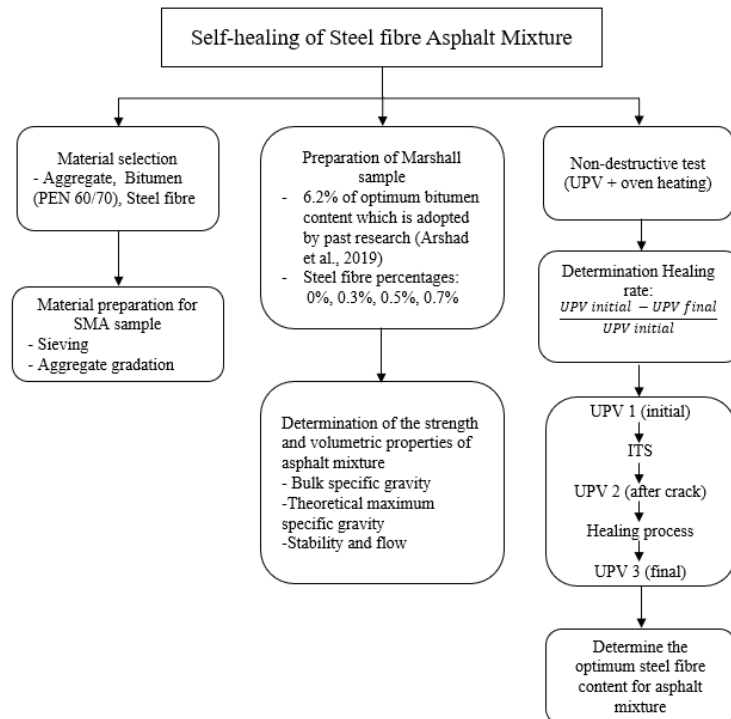 Self-healing of Steel fibre Asphalt Mixture
Material selection
- Aggregate, Bitumen
(PEN 60/70), Steel fibre
Material preparation for
SMA sample
- Sieving
- Aggregate gradation
Preparation of Marshall
sample
- 6.2% of optimum bitumen
content which is adopted
by past research (Arshad
et al., 2019)
- Steel fibre percentages:
0%, 0.3%, 0.5%, 0.7%
Determination of the strength
and volumetric properties of
asphalt mixture
- Bulk specific gravity
-Theoretical maximum
specific gravity
-Stability and flow
Non-destructive test
(UPV + oven heating)
Determination Healing
rate:
UPV initial − UPV final
UPV initial
UPV 1 (initial)
ITS
UPV 2 (after crack)
Healing process
UPV 3 (final)
Determine the
optimum steel fibre
content for asphalt
mixture